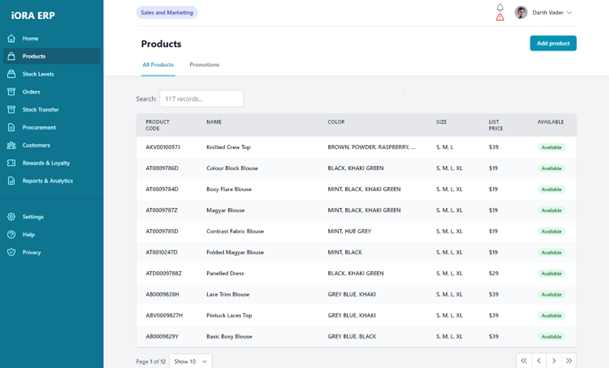 iORA ERP
Sales and Marketing
Darth Vader
Home
Products
Stock Levels
Orders
Stock Transfer
Procurement
Customers
Rewards & Loyalty
Reports & Analytics
Settings
Help
Privacy
Products
Add product
All Products Promotions
Search: 117 records...
PRODUCT CODE NAME COLOR SIZE LIST PRICE AVAILABLE
AKV0010057J Knitted Crew Top BROWN, POWDER, RASPBERRY, ... S, M, L $39 Available
AT0009786D Colour Block Blouse BLACK, KHAKI GREEN S, M, L, XL $19 Available
AT0009784D Boxy Flare Blouse MINT, BLACK, KHAKI GREEN S, M, L, XL $19 Available
AT0009787Z Magyar Blouse MINT, BLACK, KHAKI GREEN S, M, L, XL $19 Available
AT0009785D Contrast Fabric Blouse MINT, HUE GREY S, M, L, XL $19 Available
AT0010247D Folded Magyar Blouse MINT, BLACK S, M, L, XL $19 Available
ATD0009788Z Panelled Dress BLACK, KHAKI GREEN S, M, L, XL $29 Available
AB0009828H Lace Trim Blouse GREY BLUE, KHAKI S, M, L, XL $39 Available
ABV0009827H Pintuck Laces Top GREY BLUE, KHAKI S, M, L, XL $39 Available
AB0009829Y Basic Boxy Blouse GREY BLUE, BLACK S, M, L, XL $39 Available
Page 1 of 12 Show 10